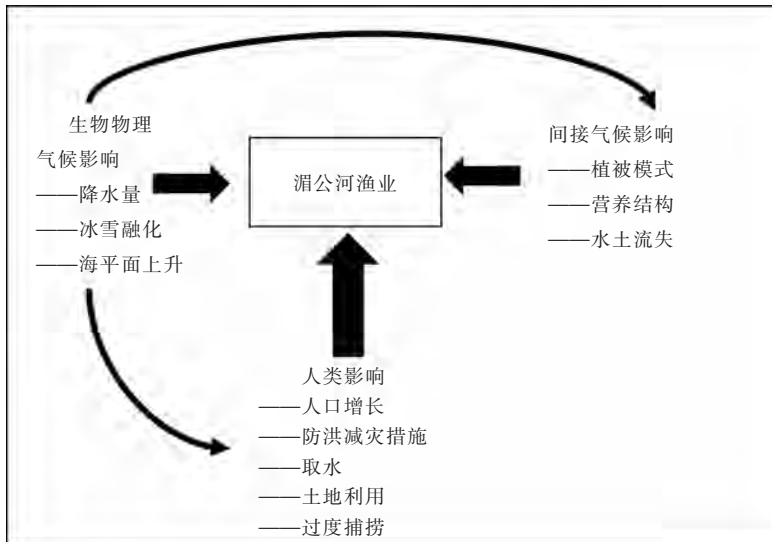 生物物理
气候影响
——降水量
——冰雪融化
——海平面上升
湄公河渔业
间接气候影响
——植被模式
——营养结构
——水土流失
人类影响
——人口增长
——防洪减灾措施
——取水
——土地利用
——过度捕捞